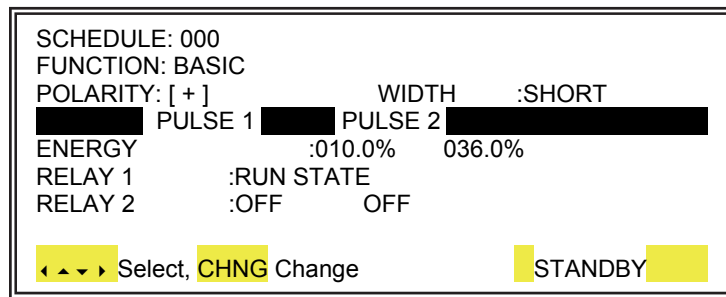 SCHEDULE: 000
FUNCTION: BASIC
POLARITY: [ + ] WIDTH :SHORT
PULSE 1 PULSE 2
ENERGY :010.0% 036.0%
RELAY 1 :RUN STATE
RELAY 2 :OFF OFF
Select, CHNG Change STANDBY